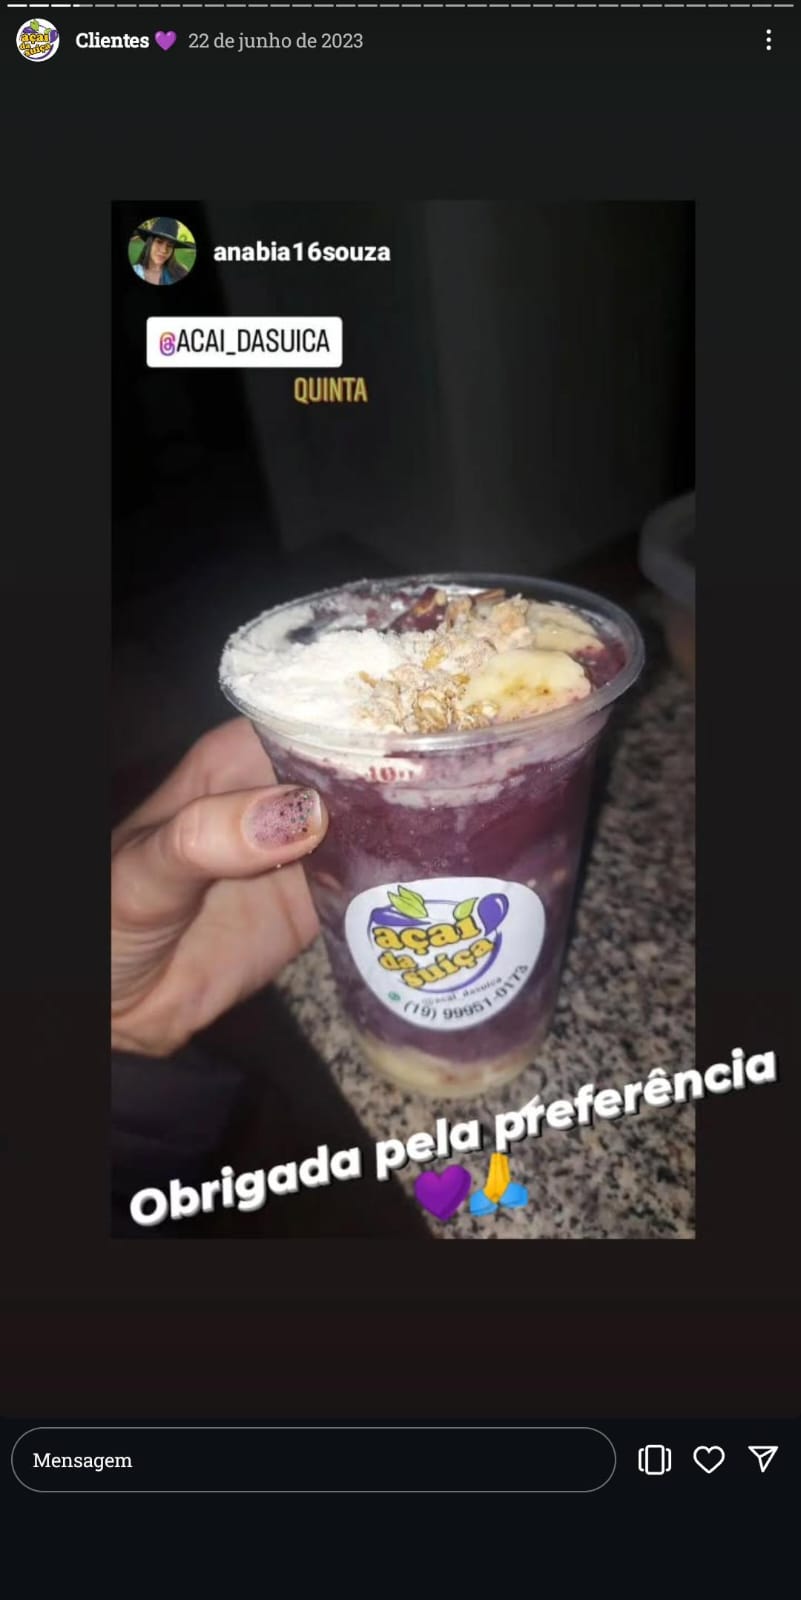 Clientes 💜 22 de junho de 2023
anabia16souza
@ACAI_DASUICA
QUINTA
açaí
da
suíça
@acai_dasuica
(19) 99951-0173
Obrigada pela preferência
💜🙏
Mensagem